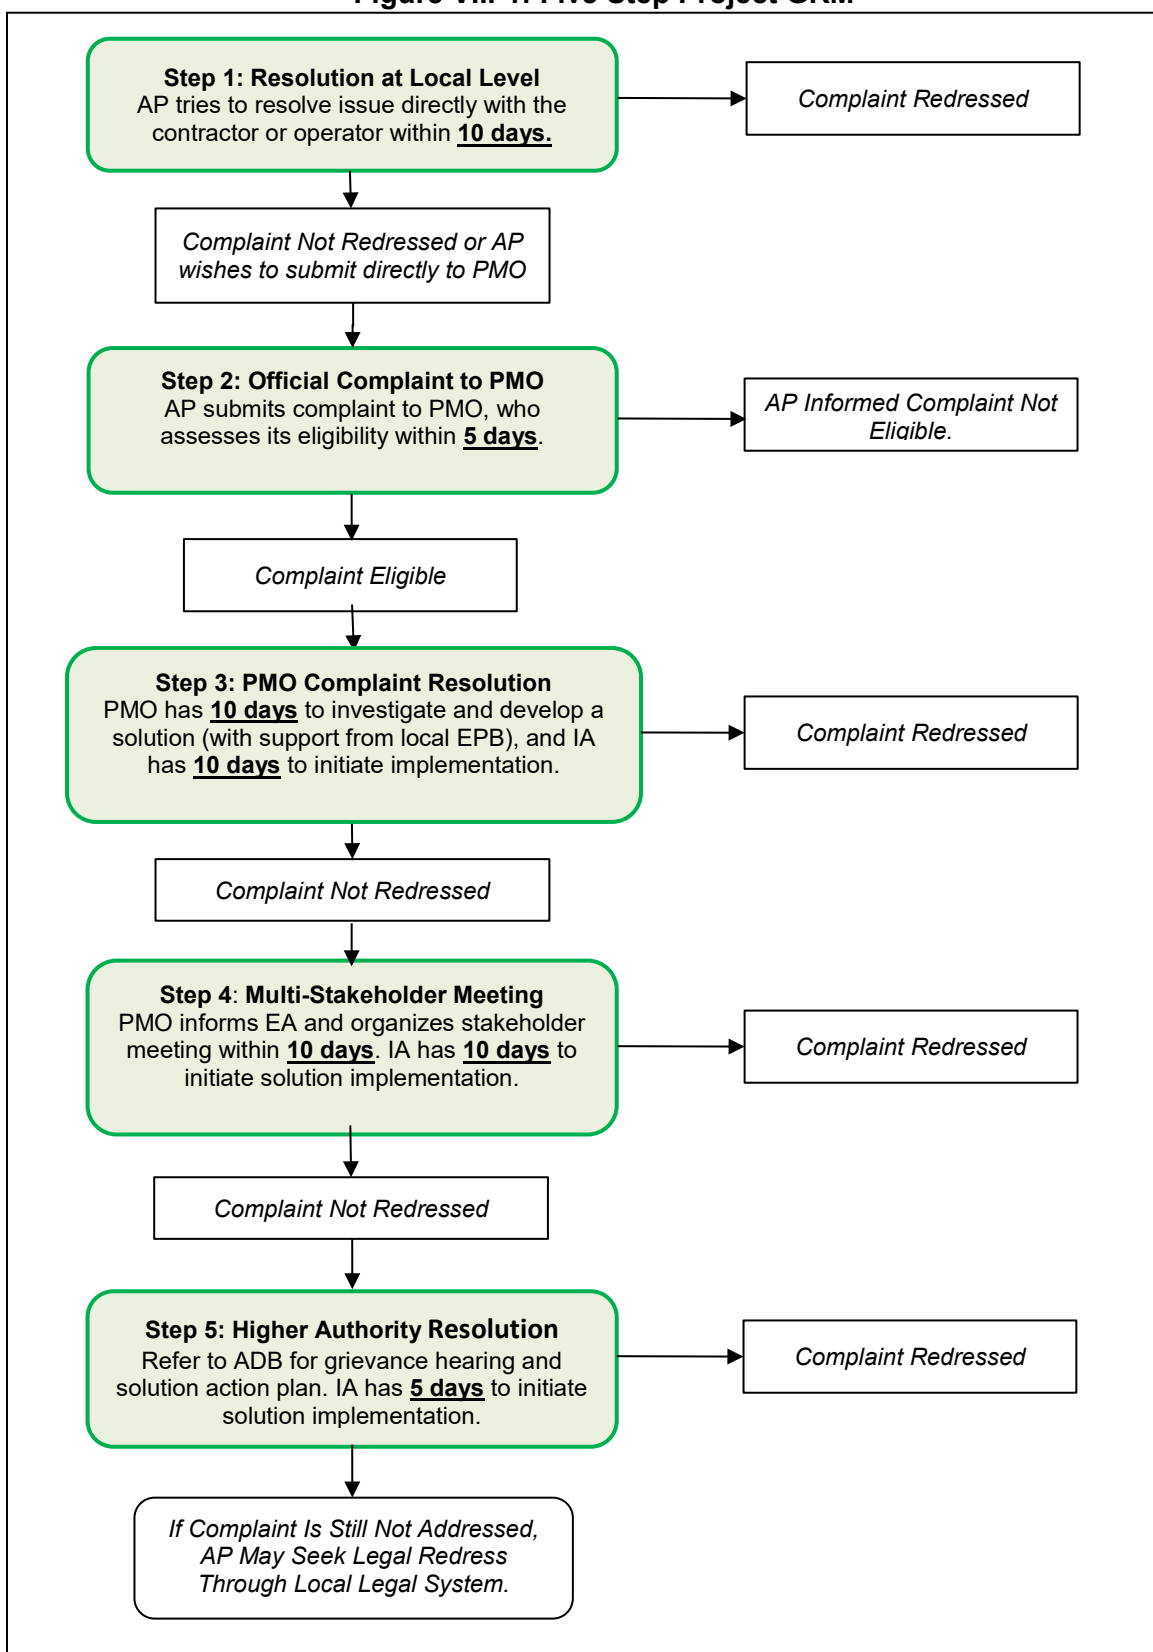 Step 1: Resolution at Local Level
AP tries to resolve issue directly with the
contractor or operator within 10 days.
Complaint Redressed
Complaint Not Redressed or AP
wishes to submit directly to PMO
Step 2: Official Complaint to PMO
AP submits complaint to PMO, who
assesses its eligibility within 5 days.
AP Informed Complaint Not
Eligible.
Complaint Eligible
Step 3: PMO Complaint Resolution
PMO has 10 days to investigate and develop a
solution (with support from local EPB), and IA
has 10 days to initiate implementation.
Complaint Redressed
Complaint Not Redressed
Step 4: Multi-Stakeholder Meeting
PMO informs EA and organizes stakeholder
meeting within 10 days. IA has 10 days to
initiate solution implementation.
Complaint Redressed
Complaint Not Redressed
Step 5: Higher Authority Resolution
Refer to ADB for grievance hearing and
solution action plan. IA has 5 days to initiate
solution implementation.
Complaint Redressed
If Complaint Is Still Not Addressed,
AP May Seek Legal Redress
Through Local Legal System.